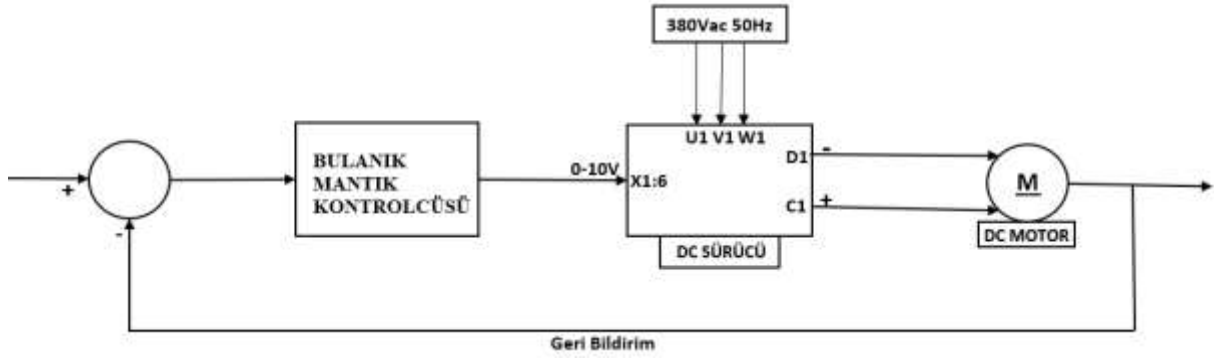 380Vac 50Hz
U1 V1 W1
BULANIK
MANTIK
KONTROLCÜSÜ
0-10V
X1:6
D1
-
C1
+
M
DC SÜRÜCÜ
DC MOTOR
+
-
Geri Bildirim